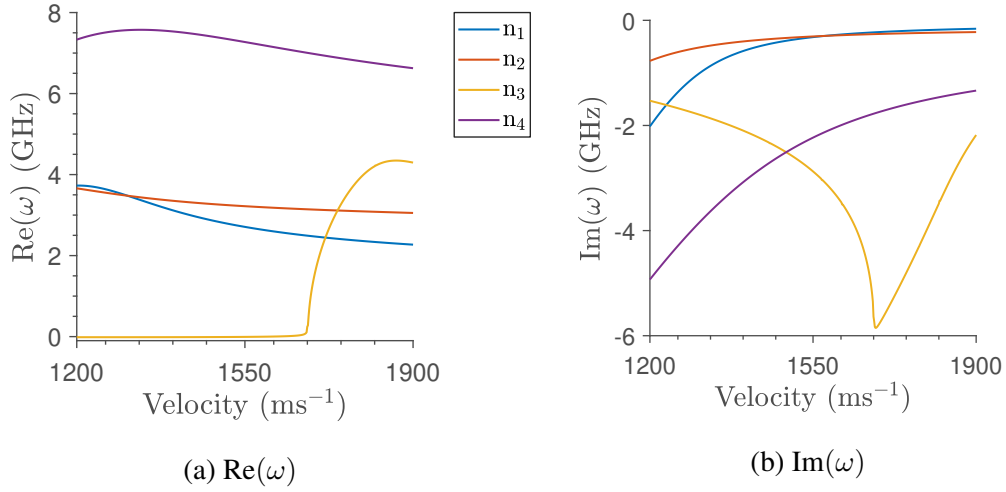 8
6
4
2
0
Re(ω) (GHz)
1200
1550
1900
Velocity (ms⁻¹)
n₁
n₂
n₃
n₄
0
-2
-4
-6
Im(ω) (GHz)
1200
1550
1900
Velocity (ms⁻¹)
(a) Re(ω)
(b) Im(ω)